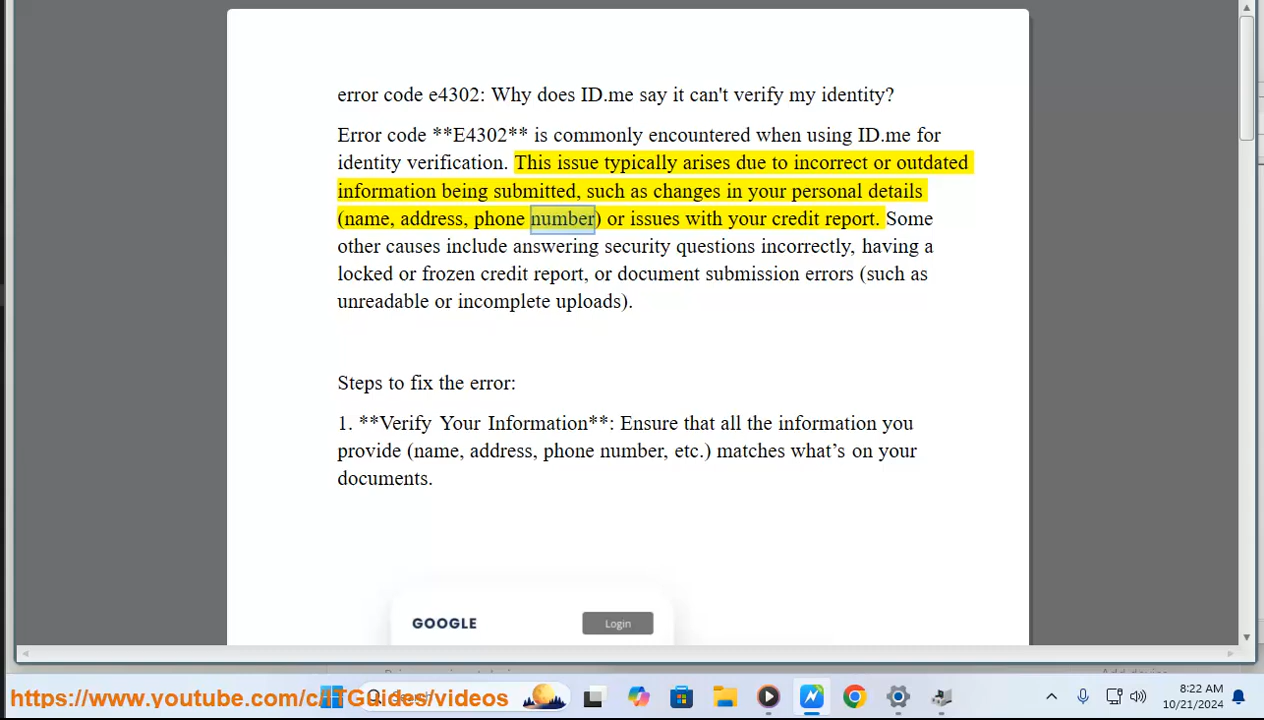 error code e4302: Why does ID.me say it can't verify my identity?
Error code **E4302** is commonly encountered when using ID.me for
identity verification. This issue typically arises due to incorrect or outdated
information being submitted, such as changes in your personal details
(name, address, phone number) or issues with your credit report. Some
other causes include answering security questions incorrectly, having a
locked or frozen credit report, or document submission errors (such as
unreadable or incomplete uploads).
Steps to fix the error:
1. **Verify Your Information**: Ensure that all the information you
provide (name, address, phone number, etc.) matches what’s on your
documents.
GOOGLE
Login
https://www.youtube.com/c/ITGuides/videos
8:22 AM
10/21/2024